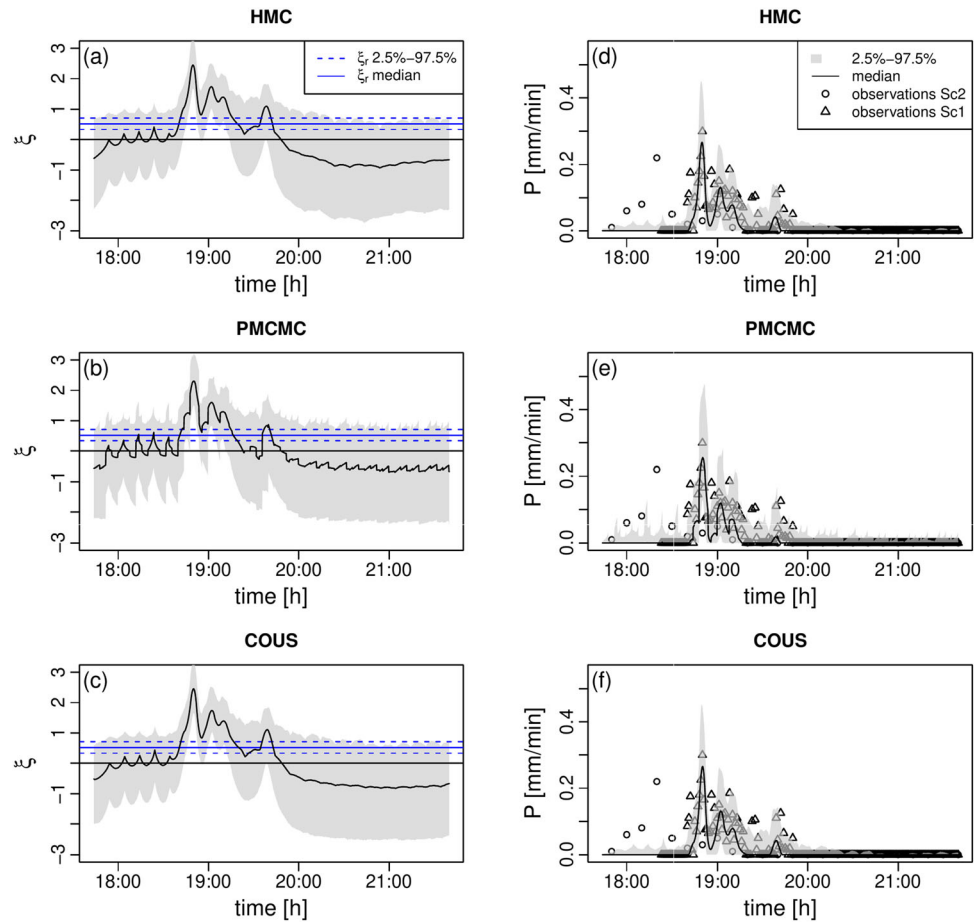 HMC
(a)
ξr 2.5%−97.5%
ξr median
3
2
1
-1
-3
ξ
18:00 19:00 20:00 21:00
time [h]
HMC
(d)
2.5%−97.5%
median
observations Sc2
observations Sc1
0.4
0.2
0.0
P [mm/min]
18:00 19:00 20:00 21:00
time [h]
PMCMC
(b)
3
2
1
-1
-3
ξ
18:00 19:00 20:00 21:00
time [h]
PMCMC
(e)
0.4
0.2
0.0
P [mm/min]
18:00 19:00 20:00 21:00
time [h]
COUS
(c)
3
2
1
-1
-3
ξ
18:00 19:00 20:00 21:00
time [h]
COUS
(f)
0.4
0.2
0.0
P [mm/min]
18:00 19:00 20:00 21:00
time [h]